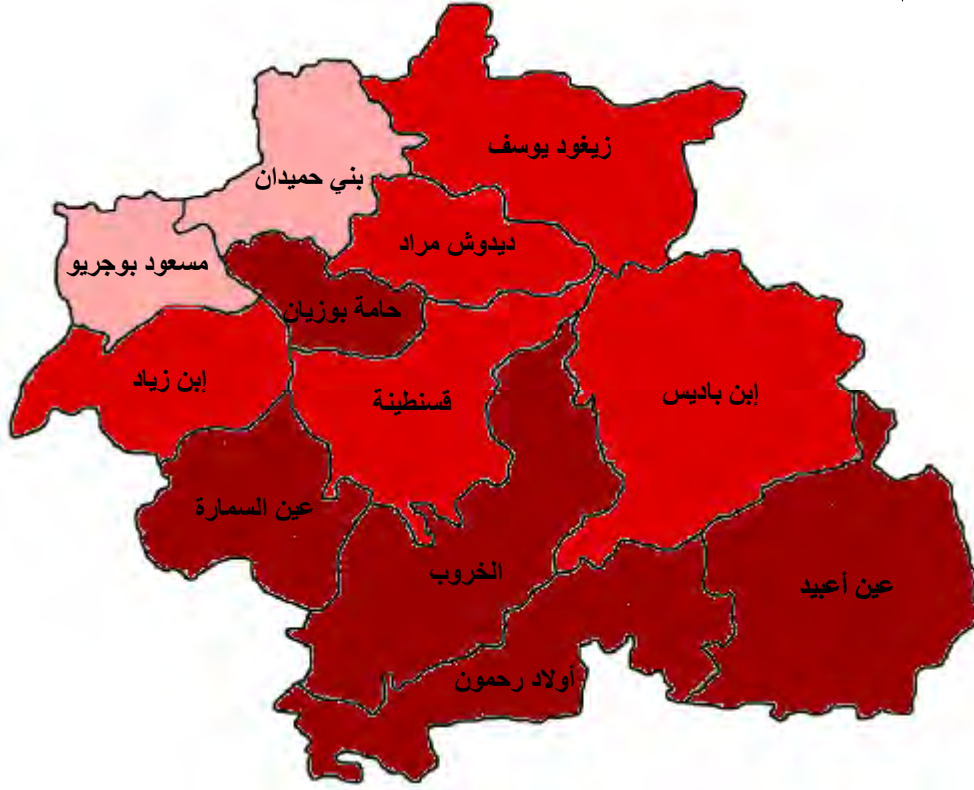 زيغود يوسف
بني حميدان
ديدوش مراد
مسعود بوجريو
حامة بوزيان
إبن زياد
قسنطينة
إبن باديس
عين السمارة
الخروب
عين أعبيد
أولاد رحمون